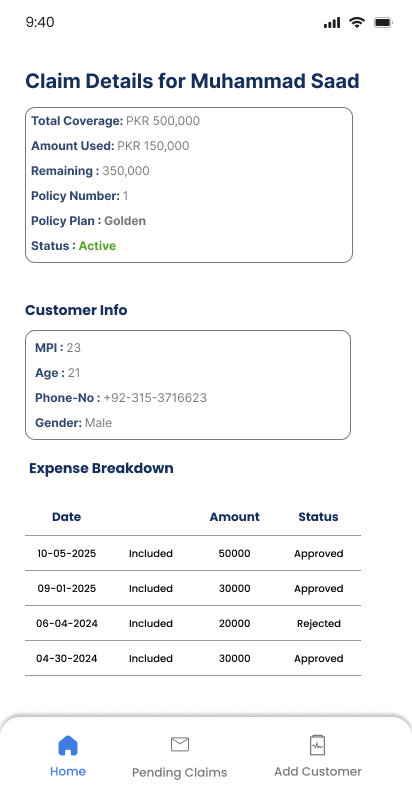 9:40
Claim Details for Muhammad Saad
Total Coverage: PKR 500,000
Amount Used: PKR 150,000
Remaining : 350,000
Policy Number: 1
Policy Plan : Golden
Status : Active
Customer Info
MPI : 23
Age : 21
Phone-No : +92-315-3716623
Gender: Male
Expense Breakdown
Date Amount Status
10-05-2025 Included 50000 Approved
09-01-2025 Included 30000 Approved
06-04-2024 Included 20000 Rejected
04-30-2024 Included 30000 Approved
Home Pending Claims Add Customer